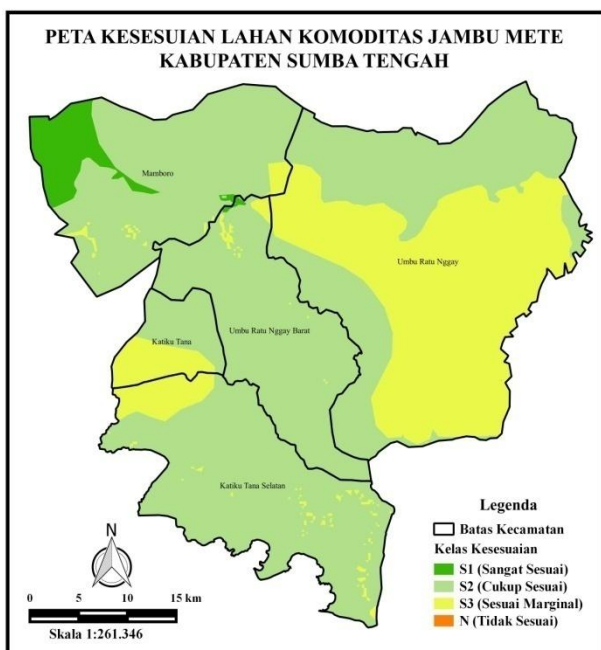 PETA KESESUIAN LAHAN KOMODITAS JAMBU METE
KABUPATEN SUMBA TENGAH
Mamboro
Umbu Ratu Nggay
Umbu Ratu Nggay Barat
Katiku Tana
Katiku Tana Selatan
Legenda
Batas Kecamatan
Kelas Kesesuaian
S1 (Sangat Sesuai)
S2 (Cukup Sesuai)
S3 (Sesuai Marginal)
N (Tidak Sesuai)
N
0 5 10 15 km
Skala 1:261.346